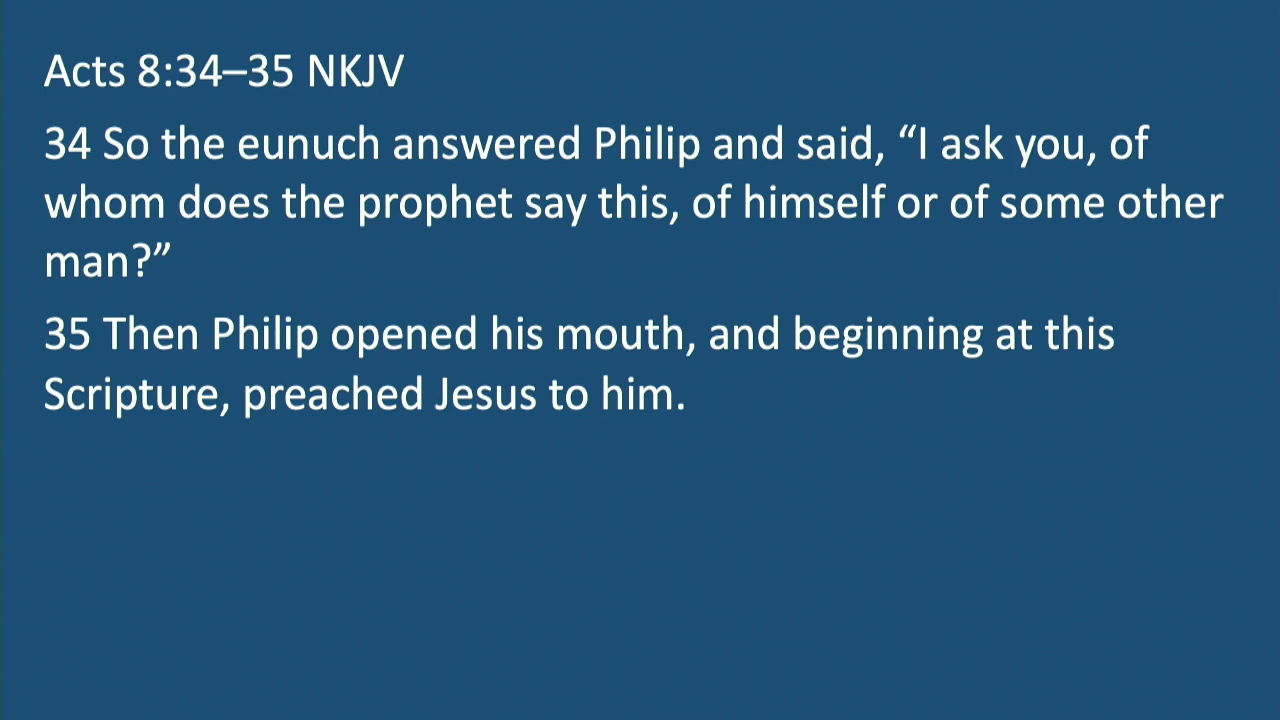 Acts 8:34–35 NKJV
34 So the eunuch answered Philip and said, “I ask you, of
whom does the prophet say this, of himself or of some other
man?”
35 Then Philip opened his mouth, and beginning at this
Scripture, preached Jesus to him.